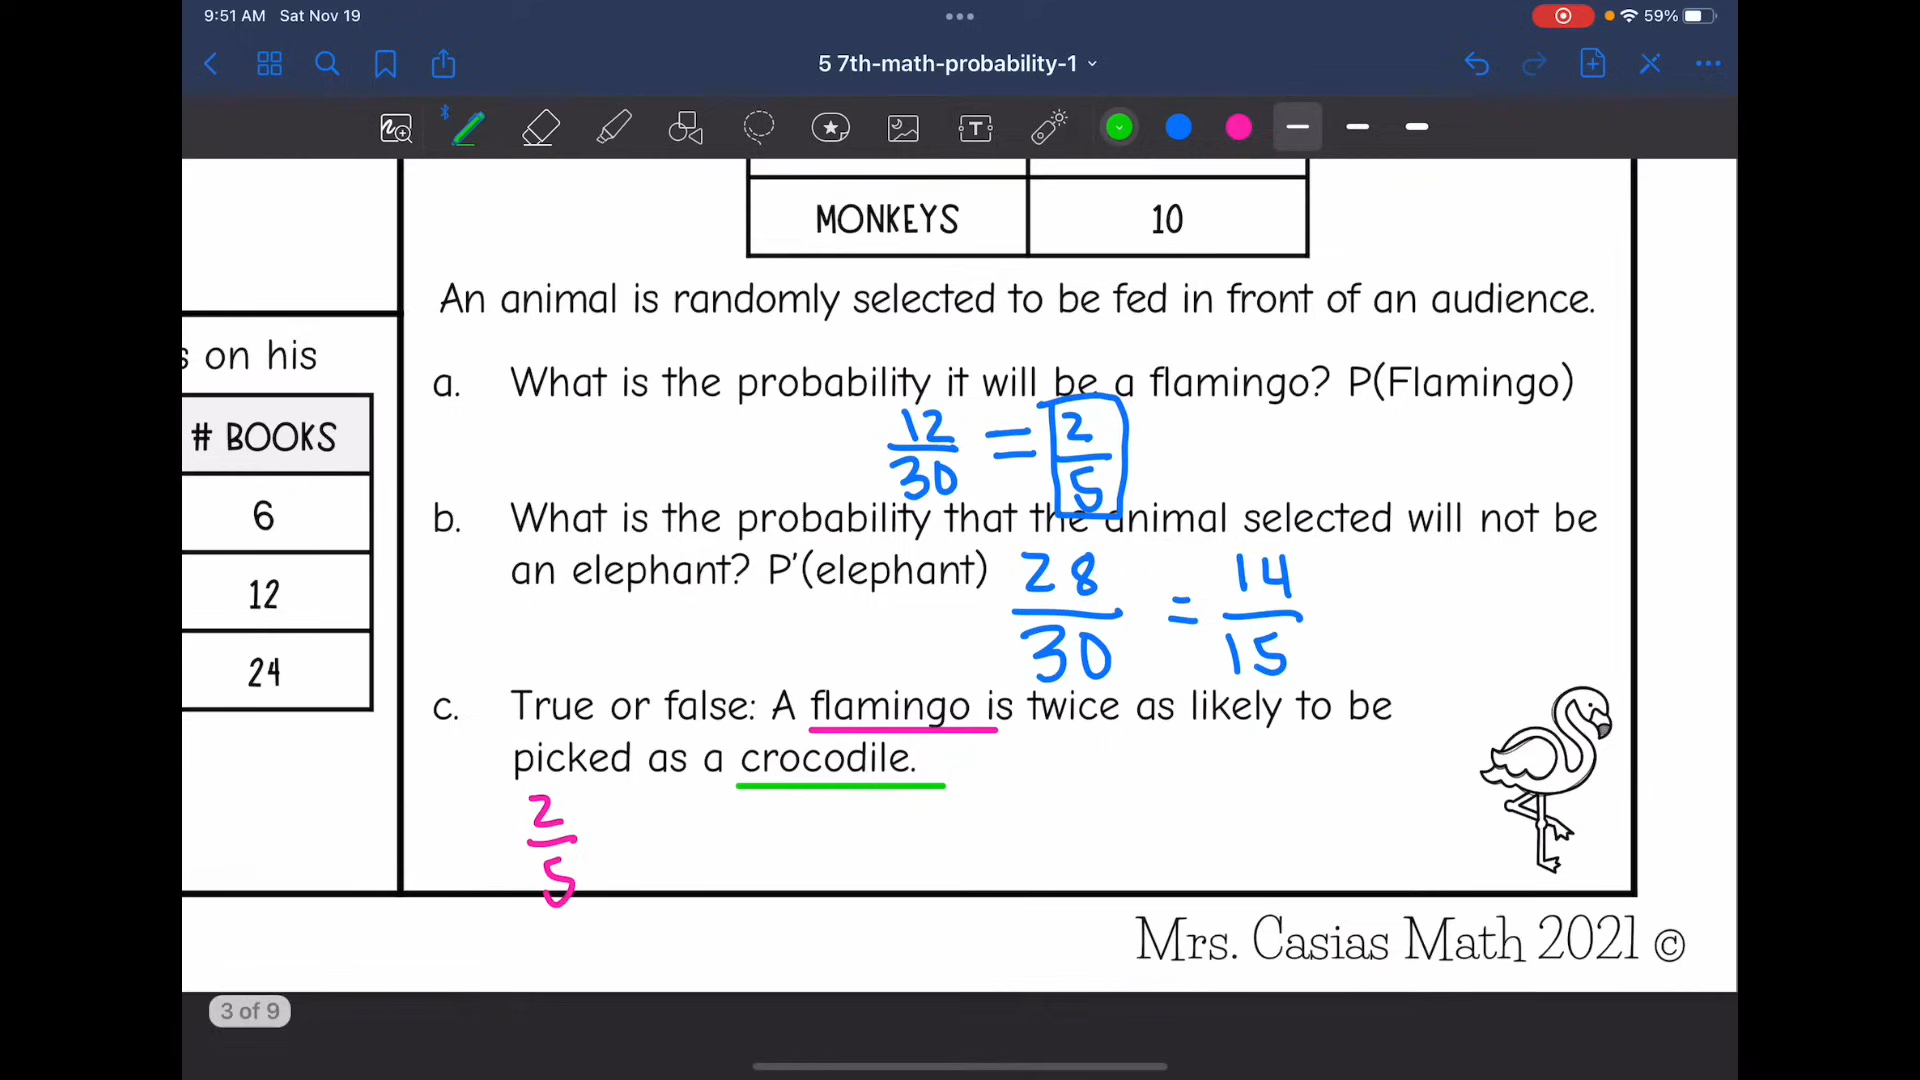 9:51 AM Sat Nov 19
59%
5 7th-math-probability-1
T
MONKEYS 10
An animal is randomly selected to be fed in front of an audience.
s on his
# BOOKS
6
12
24
a. What is the probability it will be a flamingo? P(Flamingo)
12/30 = 2/5
b. What is the probability that the animal selected will not be
an elephant? P'(elephant)
28/30 = 14/15
c. True or false: A flamingo is twice as likely to be
picked as a crocodile.
2/5
Mrs. Casias Math 2021 ©
3 of 9